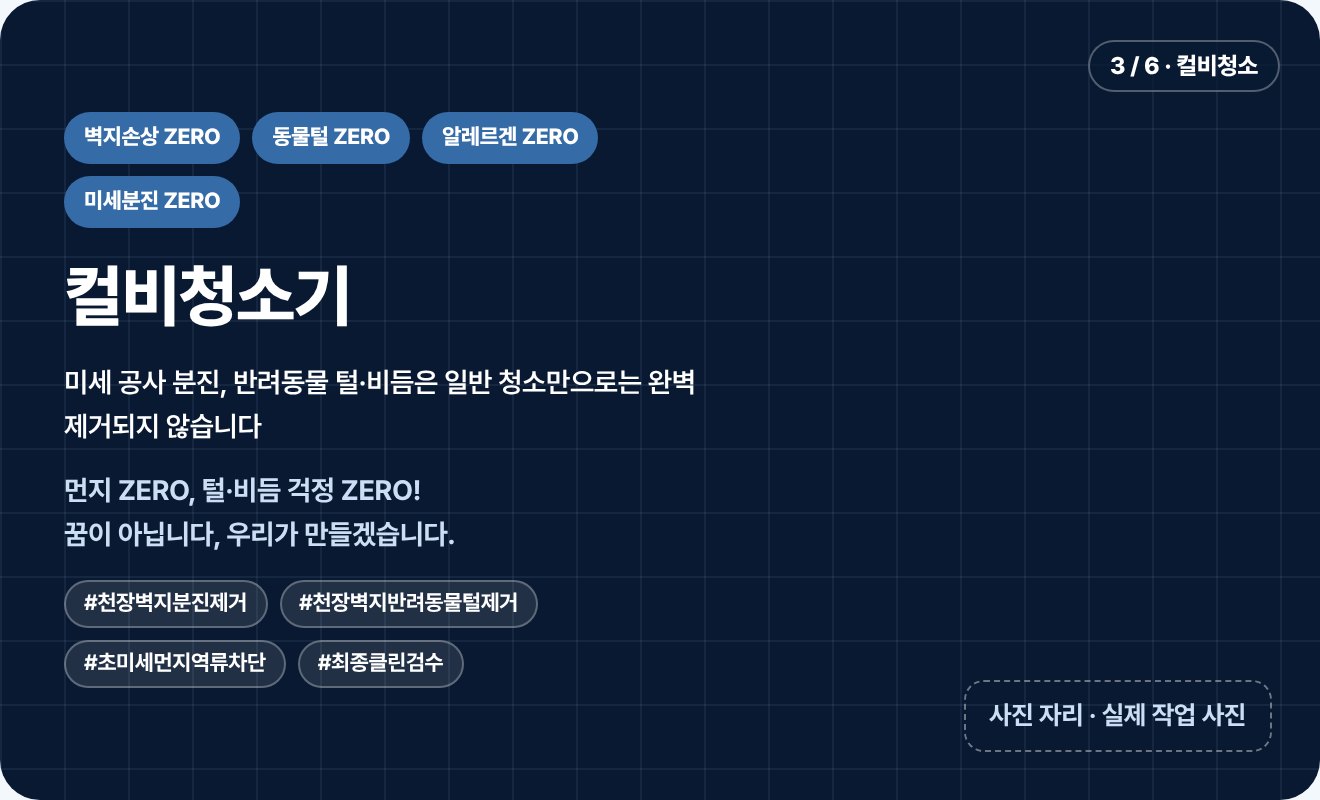 3 / 6 · 컬비청소
벽지손상 ZERO 동물털 ZERO 알레르겐 ZERO
미세분진 ZERO
컬비청소기
미세 공사 분진, 반려동물 털·비듬은 일반 청소만으로는 완벽
제거되지 않습니다
먼지 ZERO, 털·비듬 걱정 ZERO!
꿈이 아닙니다, 우리가 만들겠습니다.
#천장벽지분진제거 #천장벽지반려동물털제거
#초미세먼지역류차단 #최종클린검수
사진 자리 · 실제 작업 사진